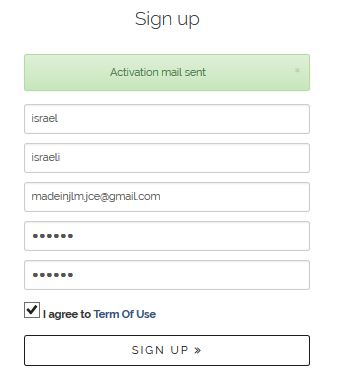 Sign up
Activation mail sent ×
israel
israeli
madeinjlm.jce@gmail.com
••••••
••••••
I agree to Term Of Use
SIGN UP »